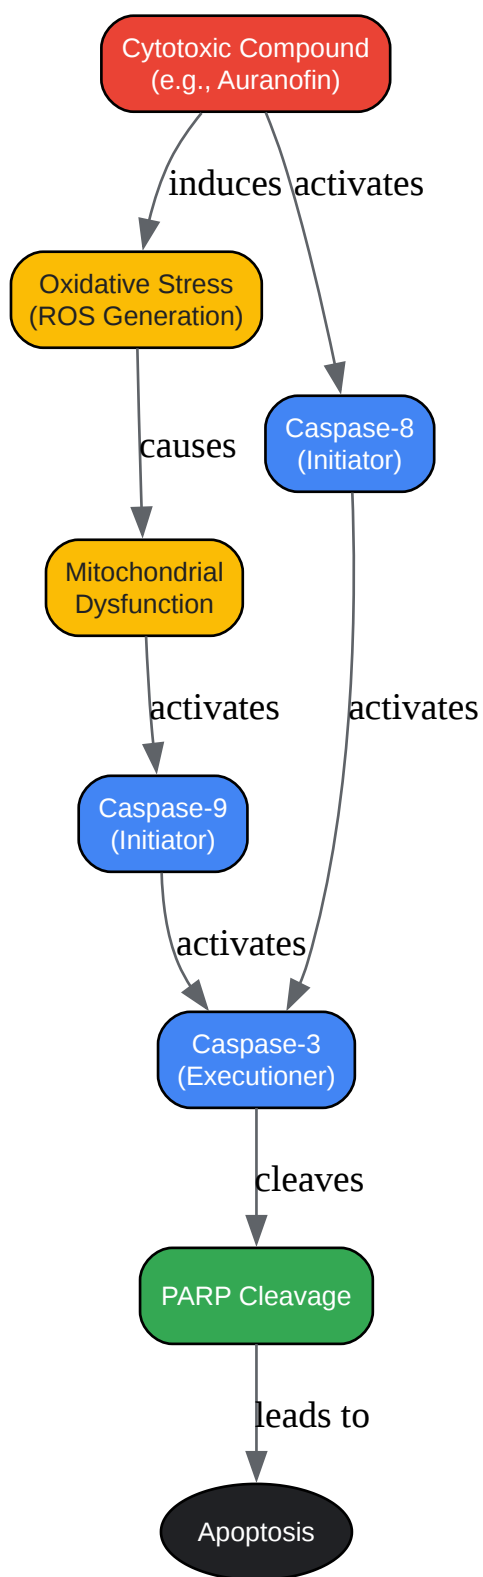 Cytotoxic Compound
(e.g., Auranofin)
induces
activates
Oxidative Stress
(ROS Generation)
Caspase-8
(Initiator)
causes
Mitochondrial
Dysfunction
activates
activates
Caspase-9
(Initiator)
activates
Caspase-3
(Executioner)
cleaves
PARP Cleavage
leads to
Apoptosis